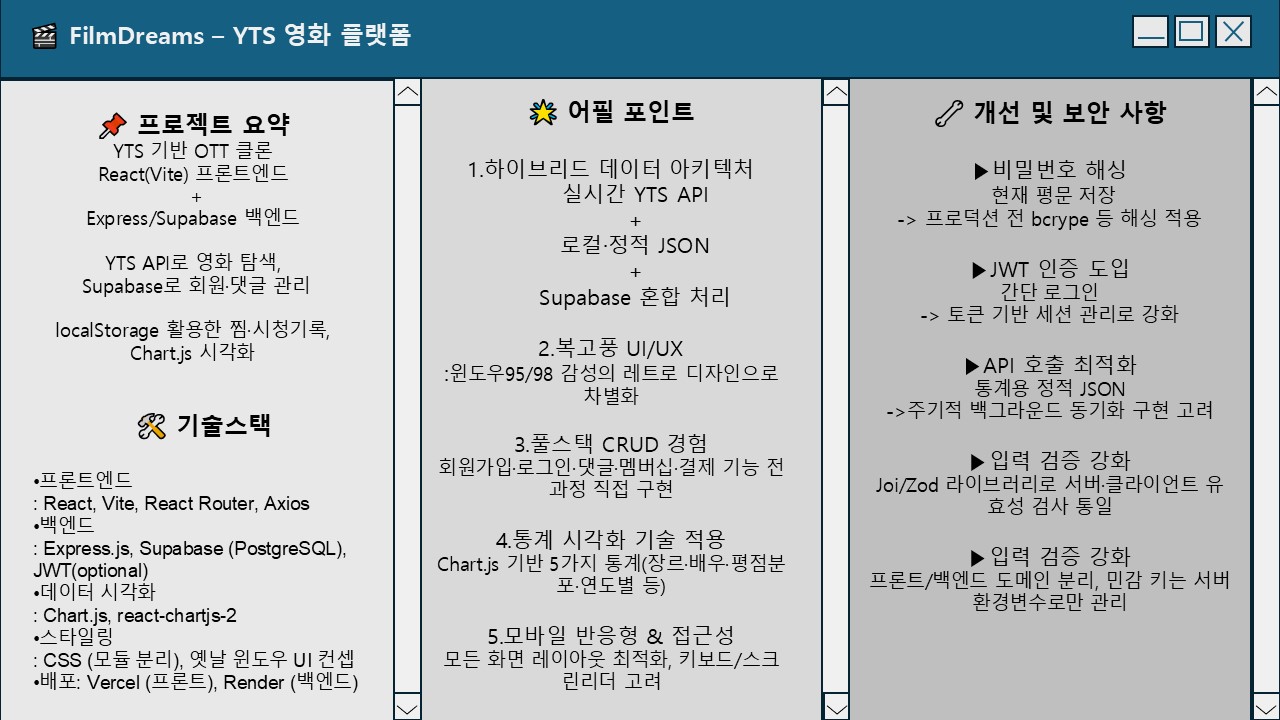 FilmDreams – YTS 영화 플랫폼
프로젝트 요약
YTS 기반 OTT 클론
React(Vite) 프론트엔드
+
Express/Supabase 백엔드
YTS API로 영화 탐색,
Supabase로 회원·댓글 관리
localStorage 활용한 찜·시청기록,
Chart.js 시각화
기술스택
•프론트엔드
: React, Vite, React Router, Axios
•백엔드
: Express.js, Supabase (PostgreSQL),
JWT(optional)
•데이터 시각화
: Chart.js, react-chartjs-2
•스타일링
: CSS (모듈 분리), 옛날 윈도우 UI 컨셉
•배포: Vercel (프론트), Render (백엔드)
어필 포인트
1.하이브리드 데이터 아키텍처
실시간 YTS API
+
로컬·정적 JSON
+
Supabase 혼합 처리
2.복고풍 UI/UX
:윈도우95/98 감성의 레트로 디자인으로
차별화
3.풀스택 CRUD 경험
회원가입·로그인·댓글·멤버십·결제 기능 전
과정 직접 구현
4.통계 시각화 기술 적용
Chart.js 기반 5가지 통계(장르·배우·평점분
포·연도별 등)
5.모바일 반응형 & 접근성
모든 화면 레이아웃 최적화, 키보드/스크
린리더 고려
개선 및 보안 사항
▶비밀번호 해싱
현재 평문 저장
-> 프로덕션 전 bcrype 등 해싱 적용
▶JWT 인증 도입
간단 로그인
-> 토큰 기반 세션 관리로 강화
▶API 호출 최적화
통계용 정적 JSON
->주기적 백그라운드 동기화 구현 고려
▶입력 검증 강화
Joi/Zod 라이브러리로 서버·클라이언트 유
효성 검사 통일
▶입력 검증 강화
프론트/백엔드 도메인 분리, 민감 키는 서버
환경변수로만 관리